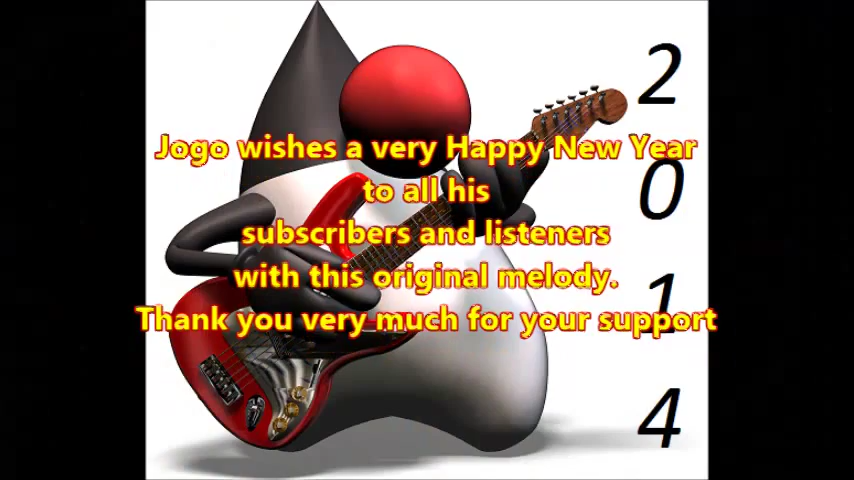 Jogo wishes a very Happy New Year
to all his
subscribers and listeners
with this original melody.
Thank you very much for your support
2
0
1
4